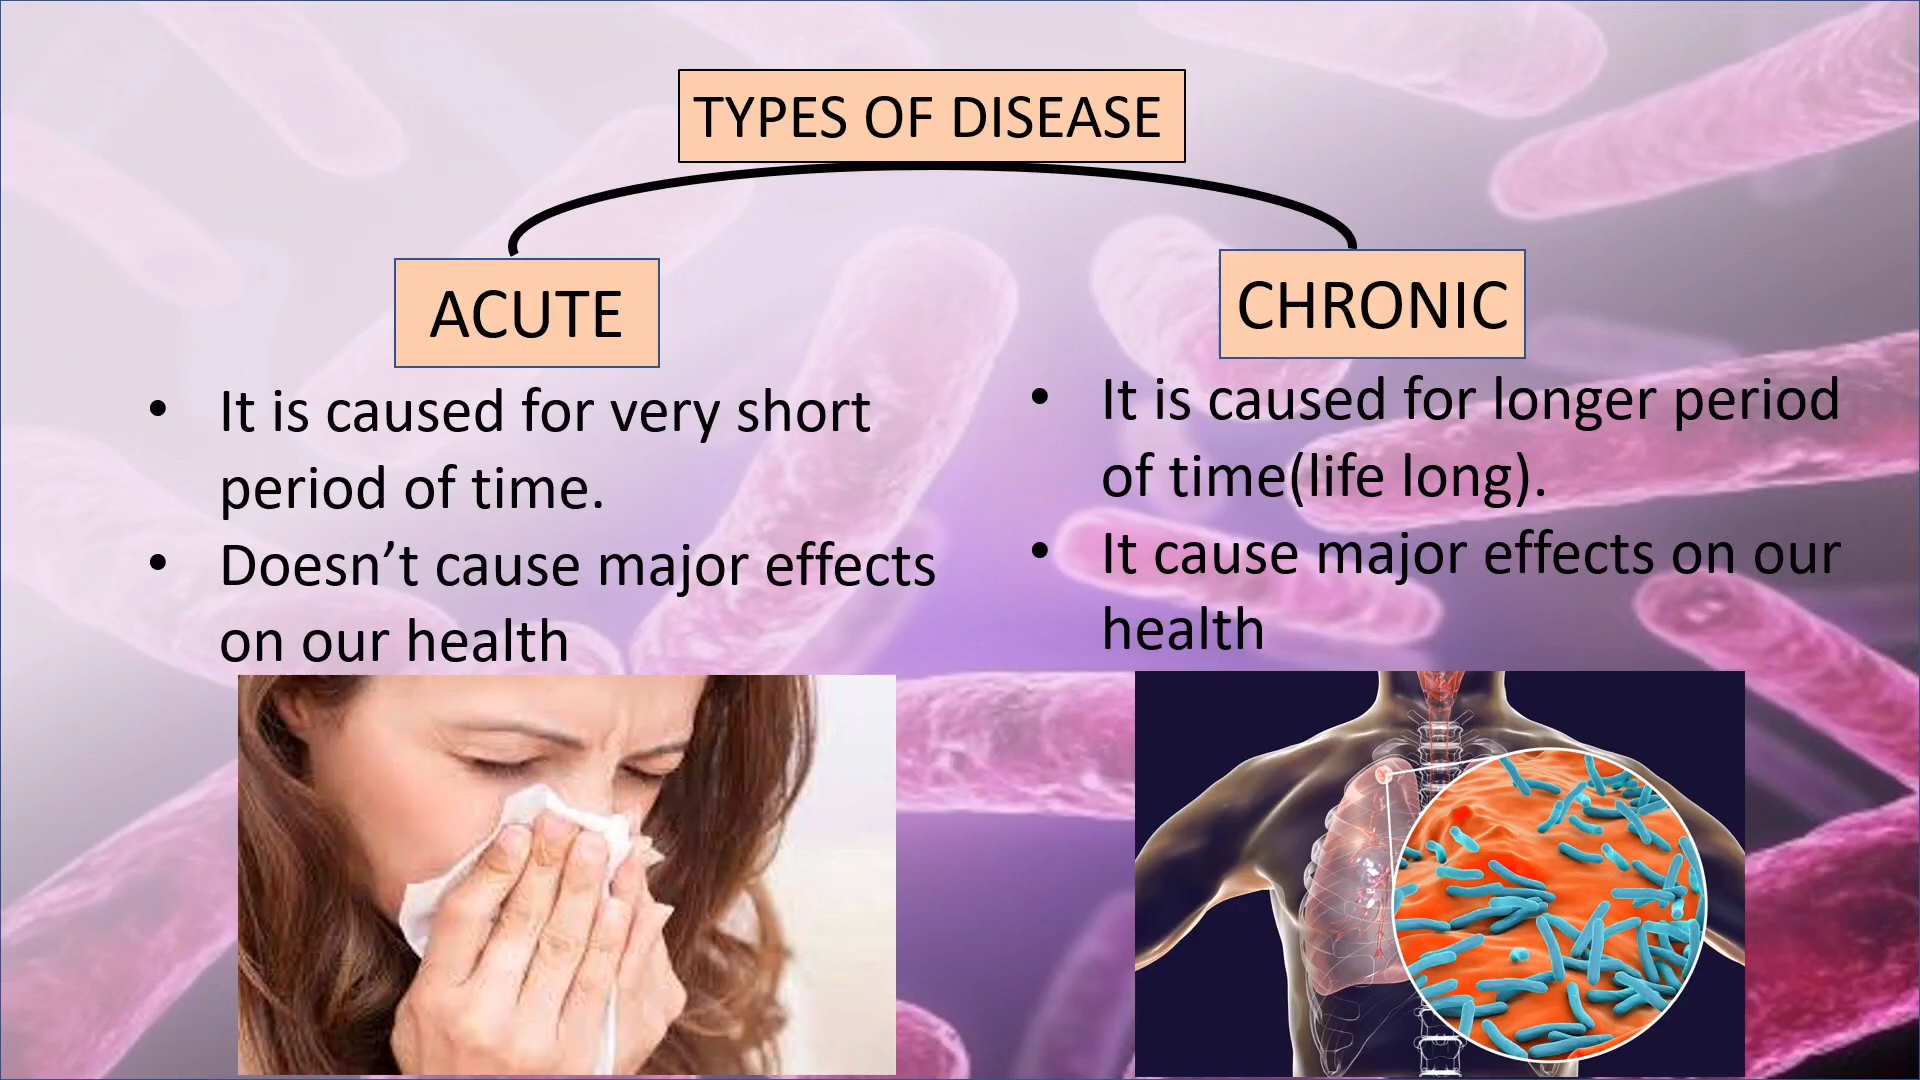 TYPES OF DISEASE
ACUTE
• It is caused for very short
period of time.
• Doesn’t cause major effects
on our health
CHRONIC
• It is caused for longer period
of time(life long).
• It cause major effects on our
health